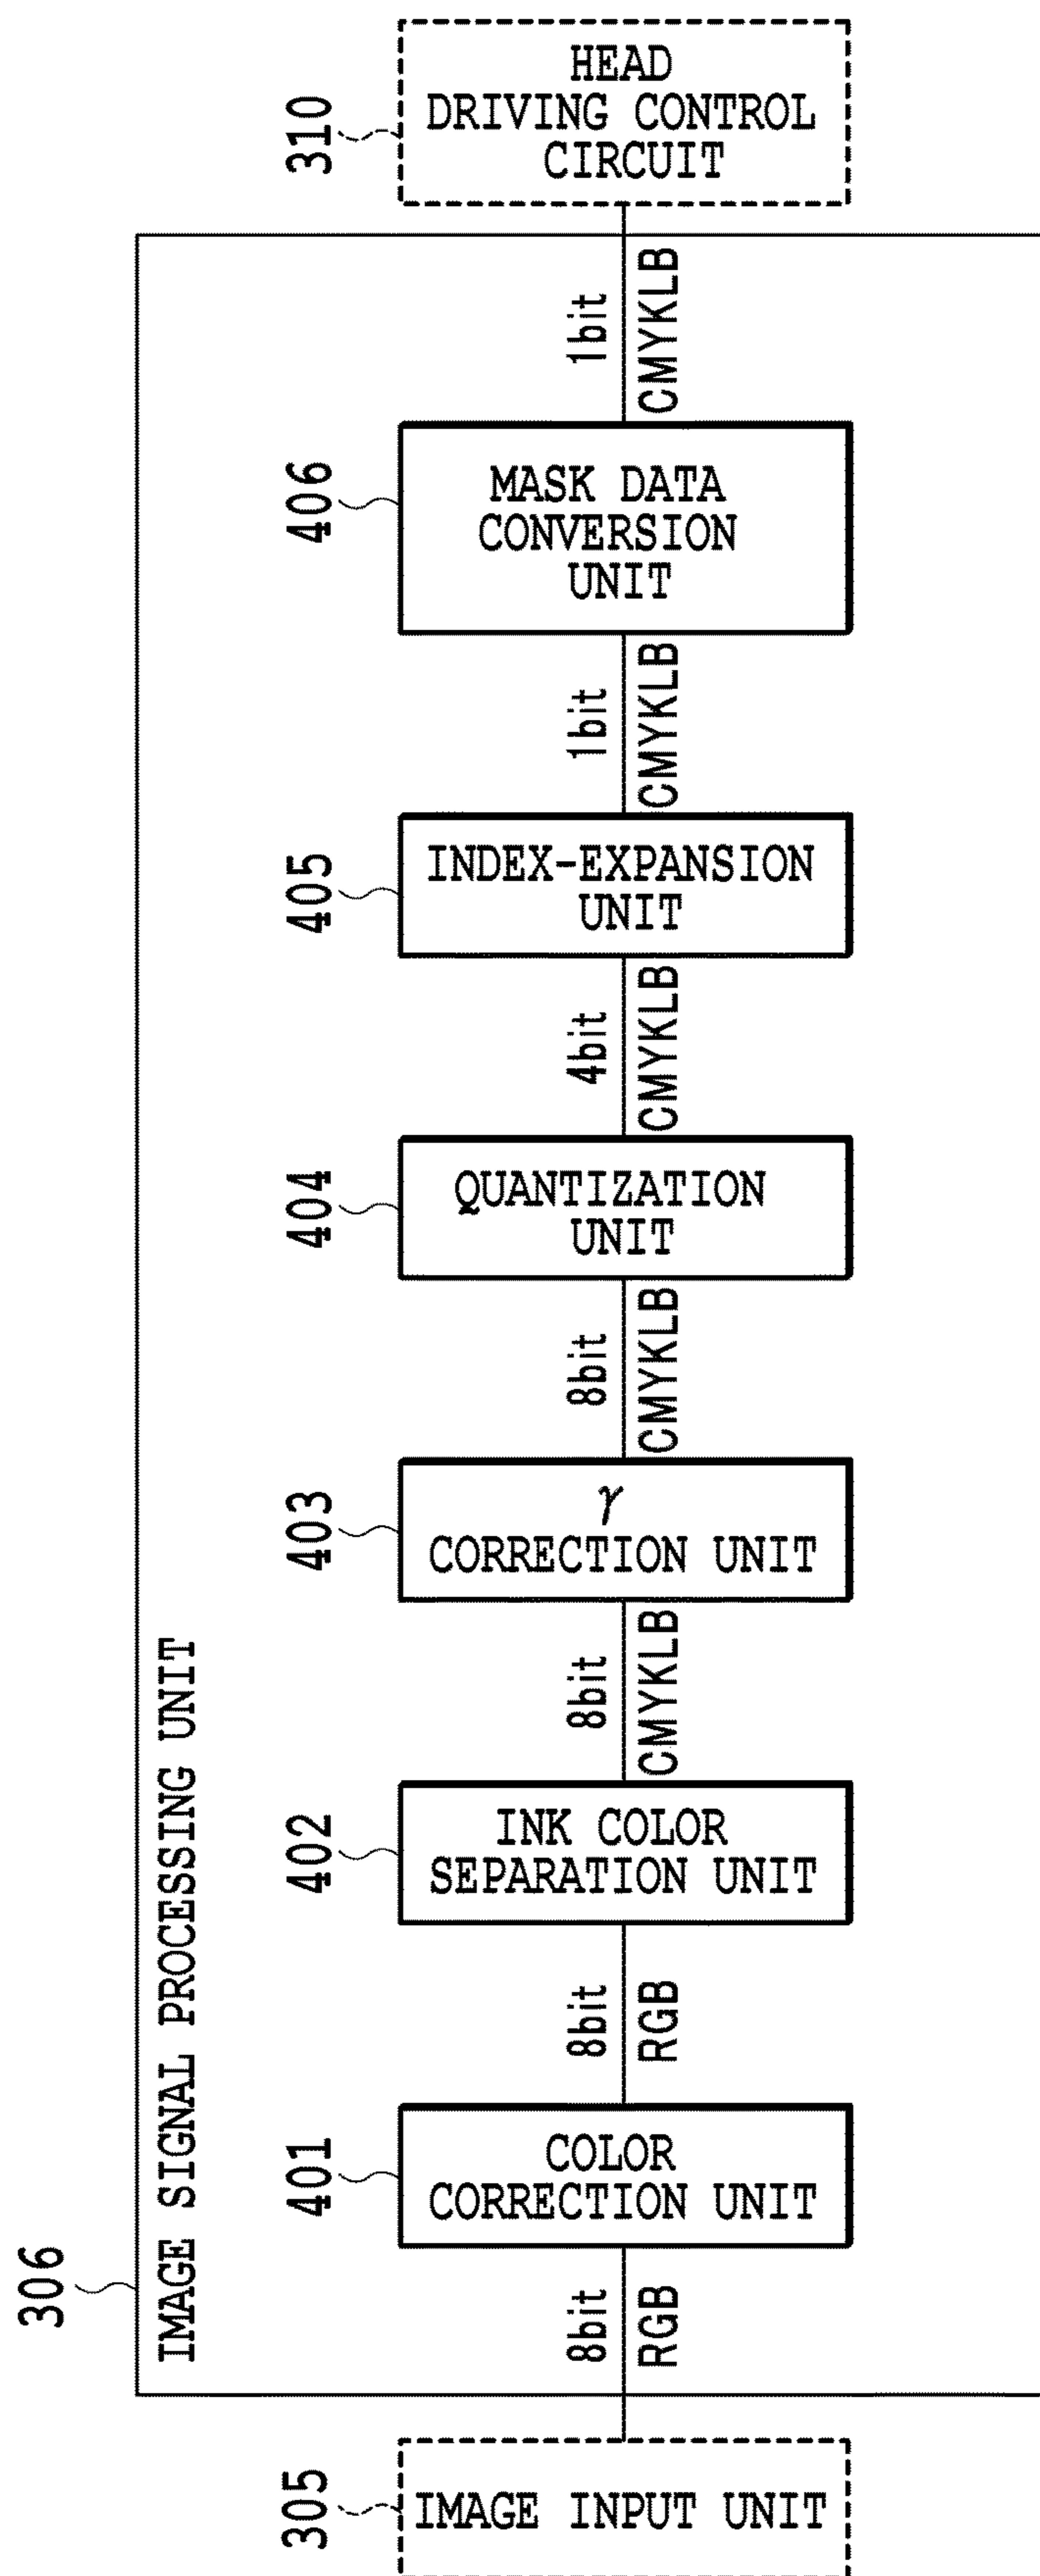 310
HEAD
DRIVING CONTROL
CIRCUIT
1bit
CMYKLB
406
MASK DATA
CONVERSION
UNIT
1bit
CMYKLB
405
INDEX-EXPANSION
UNIT
4bit
CMYKLB
404
QUANTIZATION
UNIT
8bit
CMYKLB
403
γ
CORRECTION UNIT
8bit
CMYKLB
402
INK COLOR
SEPARATION UNIT
8bit
RGB
401
COLOR
CORRECTION UNIT
8bit
RGB
306
IMAGE SIGNAL PROCESSING UNIT
305
IMAGE INPUT UNIT